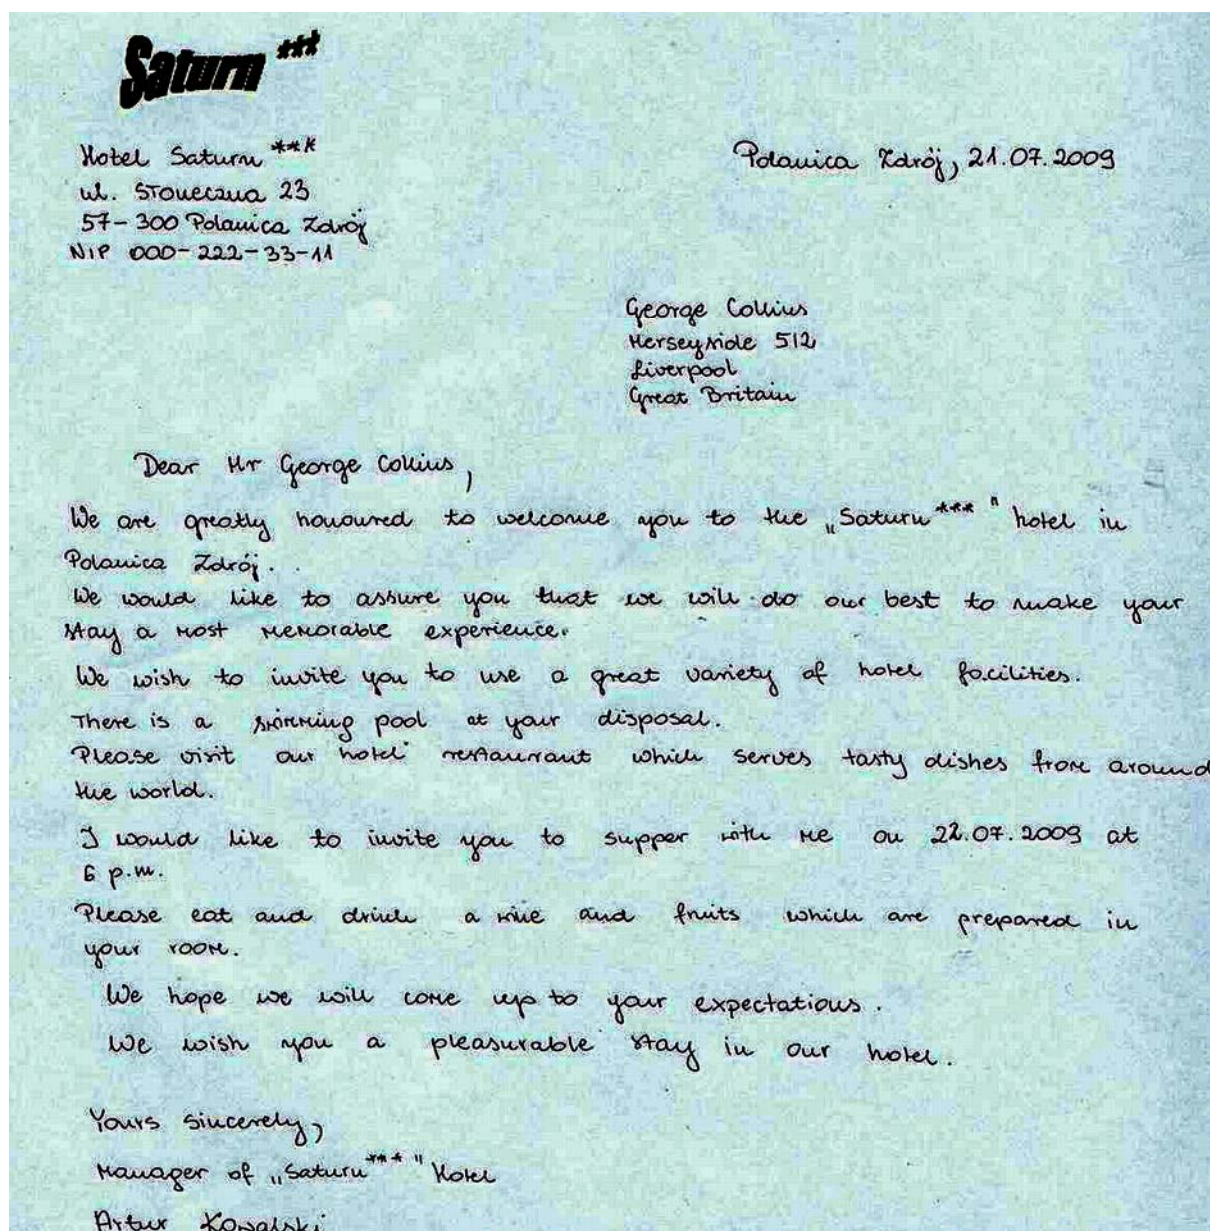 Saturn ***
Hotel Saturn ***
ul. Słoneczna 23
57-300 Polanica Zdrój
NIP 000-222-33-11
Polanica Zdrój, 21.07.2009
George Collins
Merseyside 512
Liverpool
Great Britain
Dear Mr George Collins,
We are greatly honoured to welcome you to the „Saturn***" hotel in
Polanica Zdrój.
We would like to assure you that we will do our best to make your
stay a most memorable experience.
We wish to invite you to use a great variety of hotel facilities.
There is a swimming pool at your disposal.
Please visit our hotel restaurant which serves tasty dishes from around
the world.
I would like to invite you to supper with me on 22.07.2009 at
6 p.m.
Please eat and drink a wine and fruits which are prepared in
your room.
We hope we will come up to your expectations.
We wish you a pleasurable stay in our hotel.
Yours sincerely,
Manager of „Saturn***" Hotel
Artur Kowalski